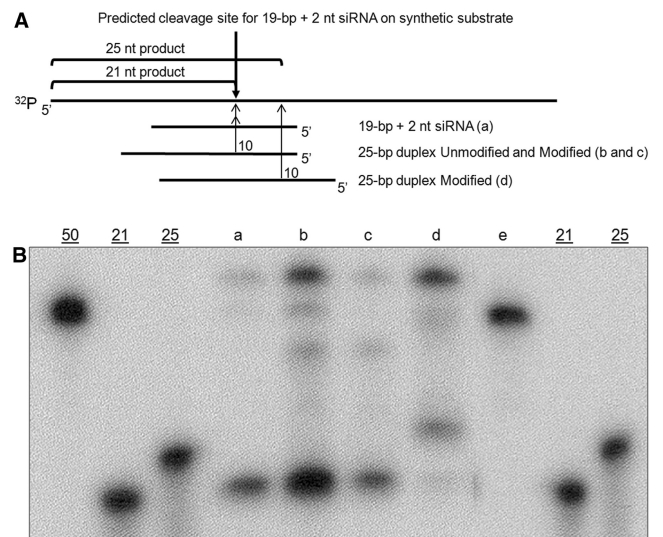 A
Predicted cleavage site for 19-bp + 2 nt siRNA on synthetic substrate
25 nt product
21 nt product
32P 5'
5' 19-bp + 2 nt siRNA (a)
10 5' 25-bp duplex Unmodified and Modified (b and c)
10 5' 25-bp duplex Modified (d)
50 21 25 a b c d e 21 25
B